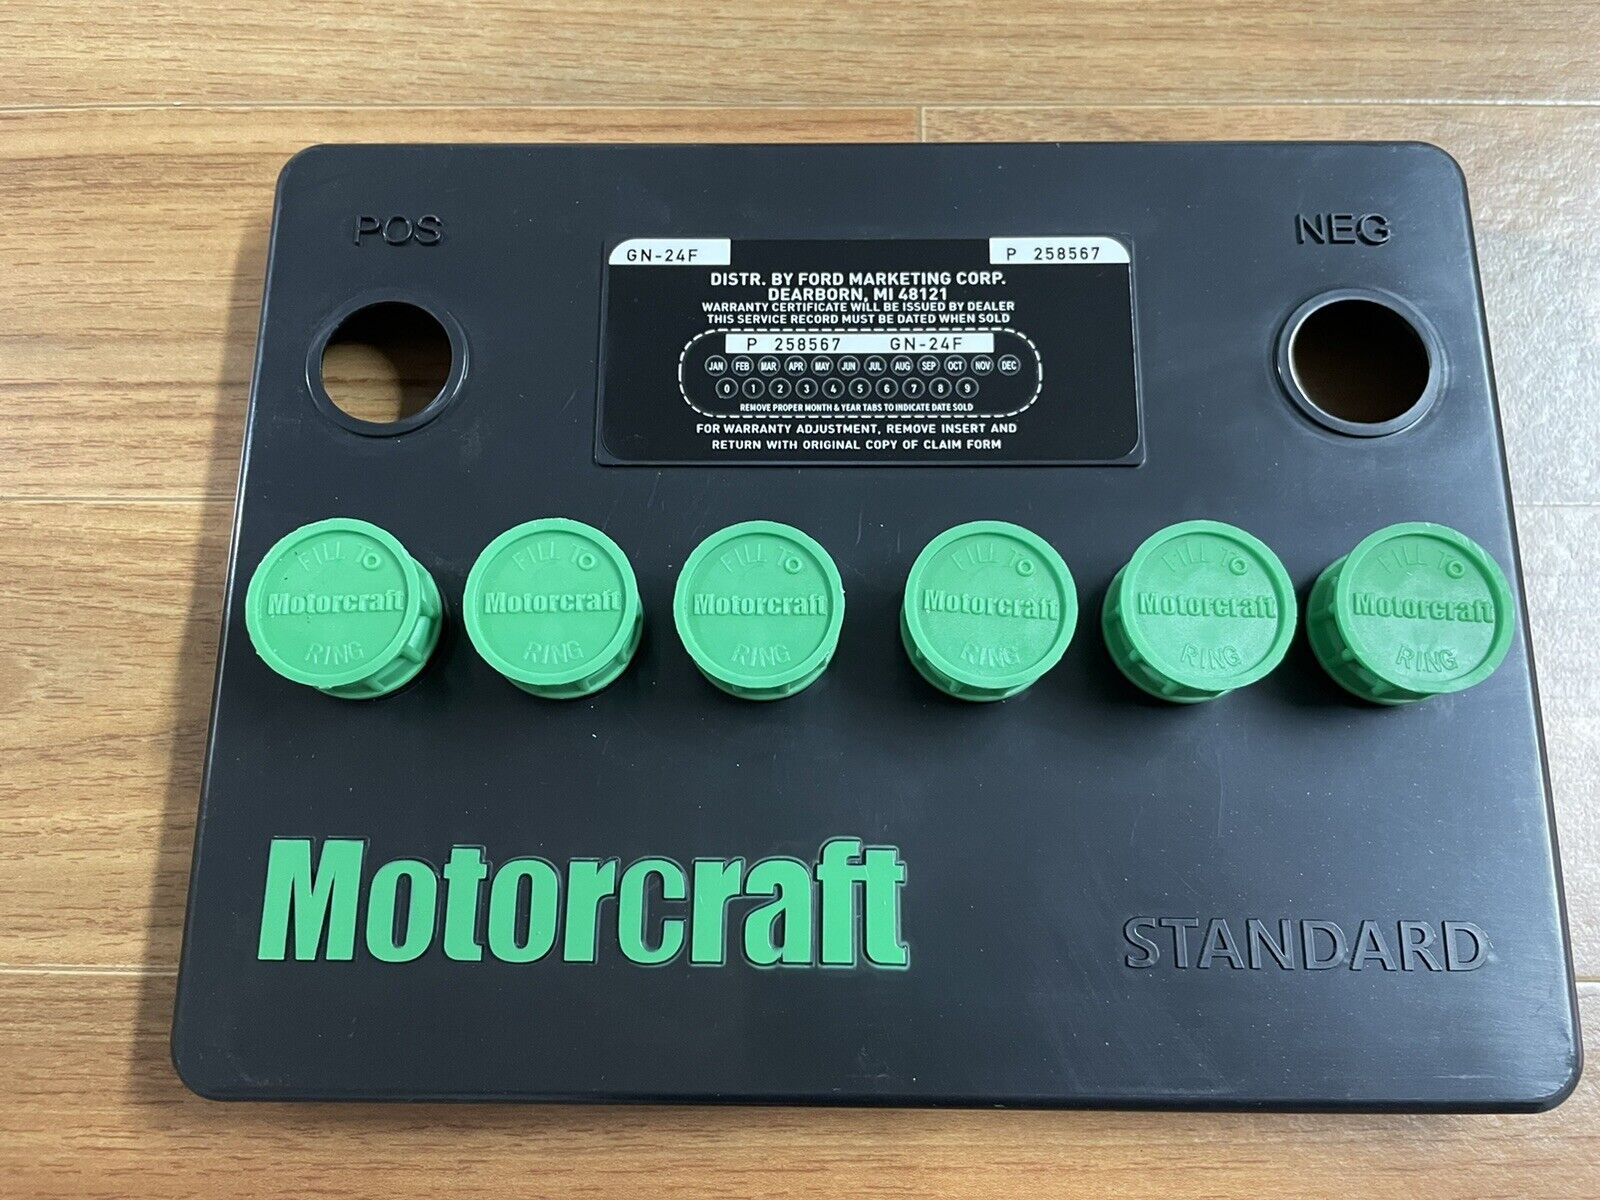 POS
NEG
GN-24F
P 258567
DISTR. BY FORD MARKETING CORP.
DEARBORN, MI 48121
WARRANTY CERTIFICATE WILL BE ISSUED BY DEALER
THIS SERVICE RECORD MUST BE DATED WHEN SOLD
P 258567 GN-24F
JAN FEB MAR APR MAY JUN JUL AUG SEP OCT NOV DEC
0 1 2 3 4 5 6 7 8 9
REMOVE PROPER MONTH & YEAR TABS TO INDICATE DATE SOLD
FOR WARRANTY ADJUSTMENT, REMOVE INSERT AND
RETURN WITH ORIGINAL COPY OF CLAIM FORM
FILL TO
Motorcraft
RING
FILL TO
Motorcraft
RING
FILL TO
Motorcraft
RING
FILL TO
Motorcraft
RING
FILL TO
Motorcraft
RING
FILL TO
Motorcraft
RING
Motorcraft
STANDARD